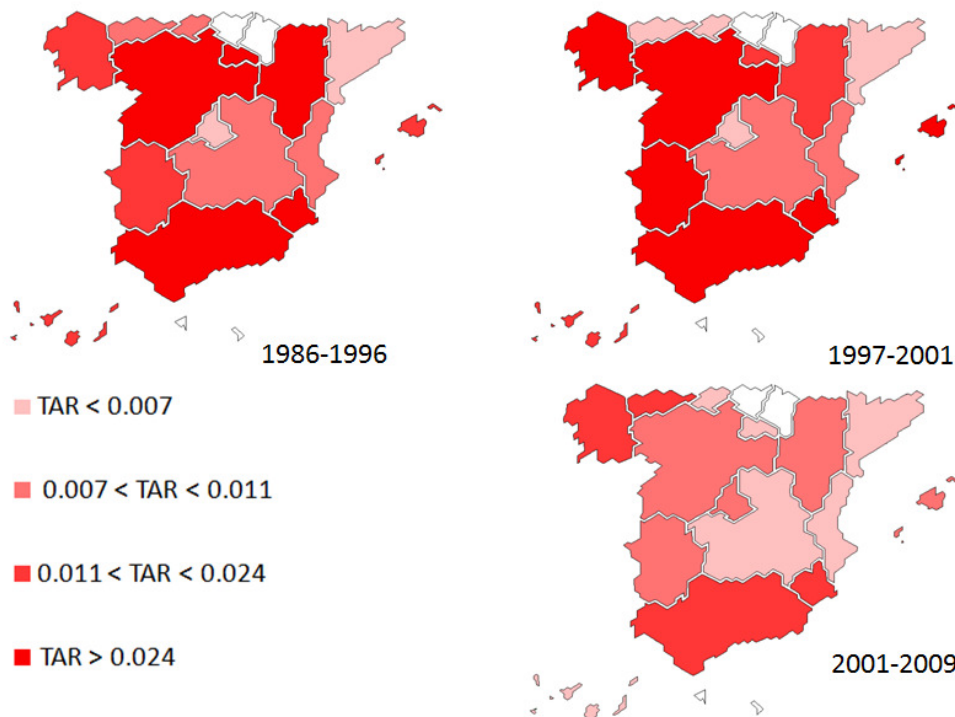 1986-1996
1997-2001
TAR < 0.007
0.007 < TAR < 0.011
0.011 < TAR < 0.024
TAR > 0.024
2001-2009